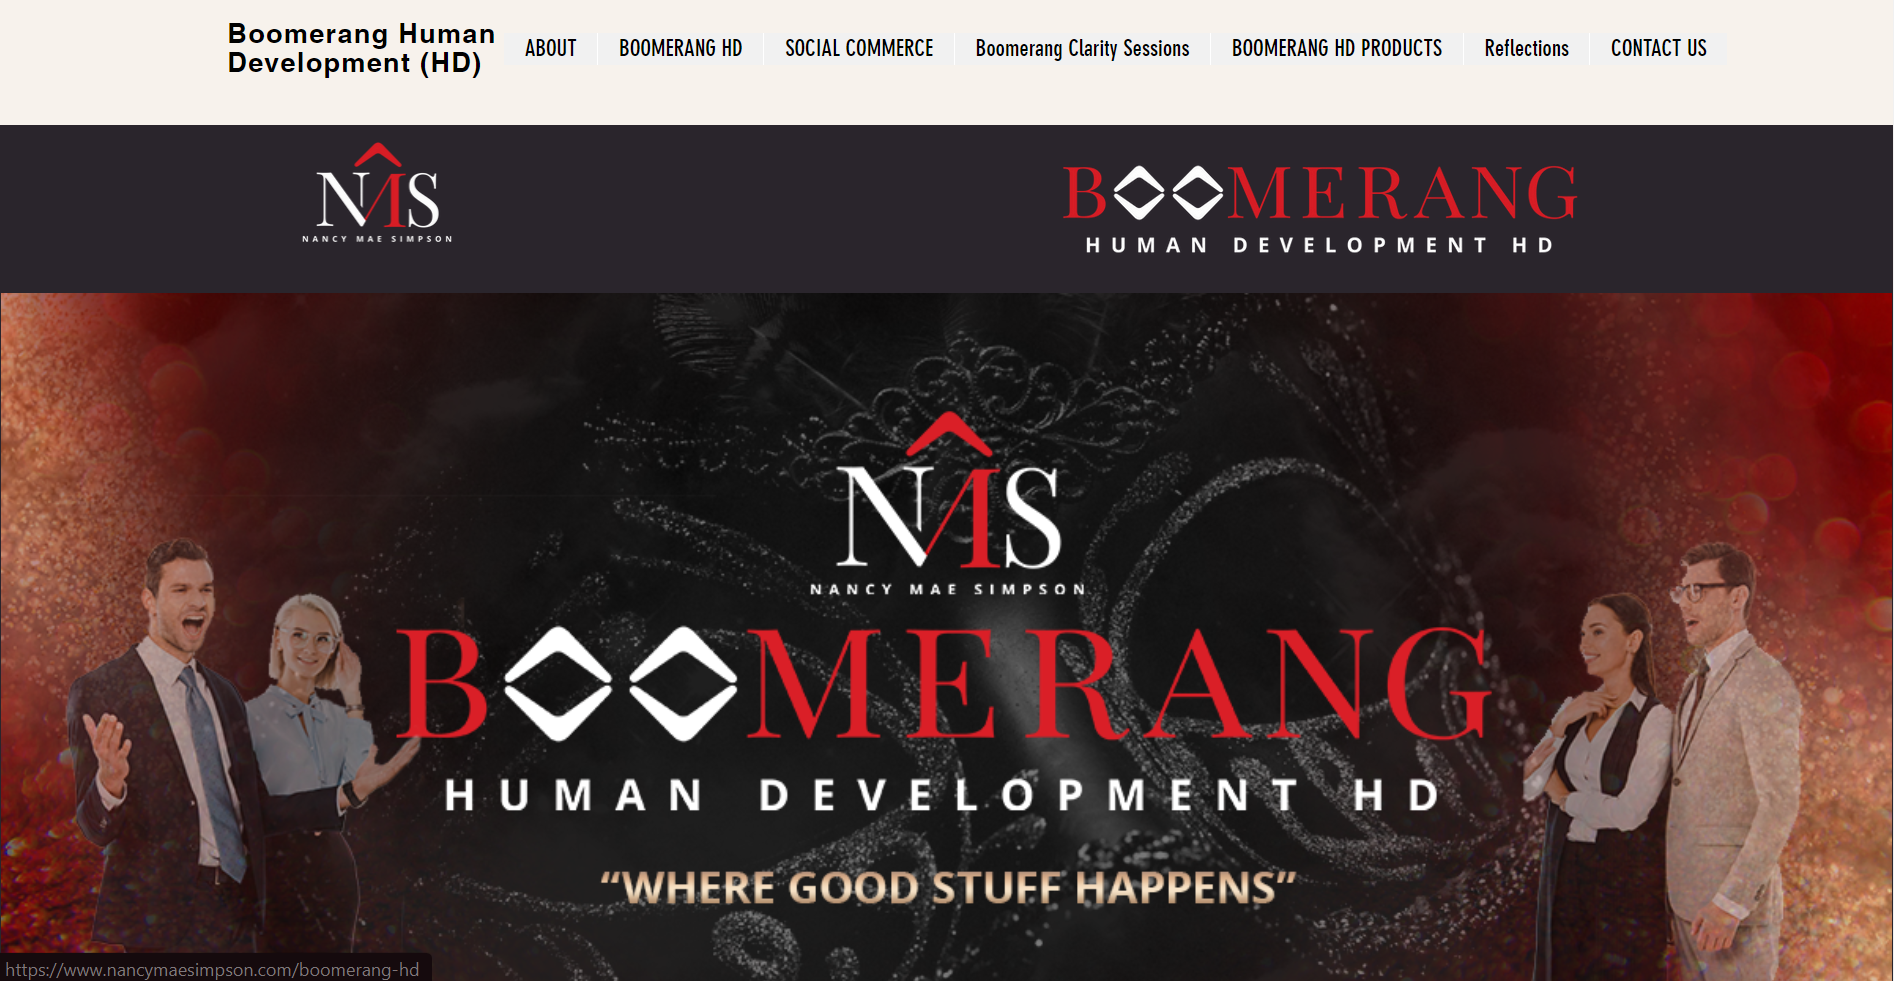 Boomerang Human
Development (HD)
ABOUT
BOOMERANG HD
SOCIAL COMMERCE
Boomerang Clarity Sessions
BOOMERANG HD PRODUCTS
Reflections
CONTACT US
NMS
NANCY MAE SIMPSON
BOOMERANG
HUMAN DEVELOPMENT HD
NMS
NANCY MAE SIMPSON
BOOMERANG
HUMAN DEVELOPMENT HD
“WHERE GOOD STUFF HAPPENS”
https://www.nancymaesimpson.com/boomerang-hd